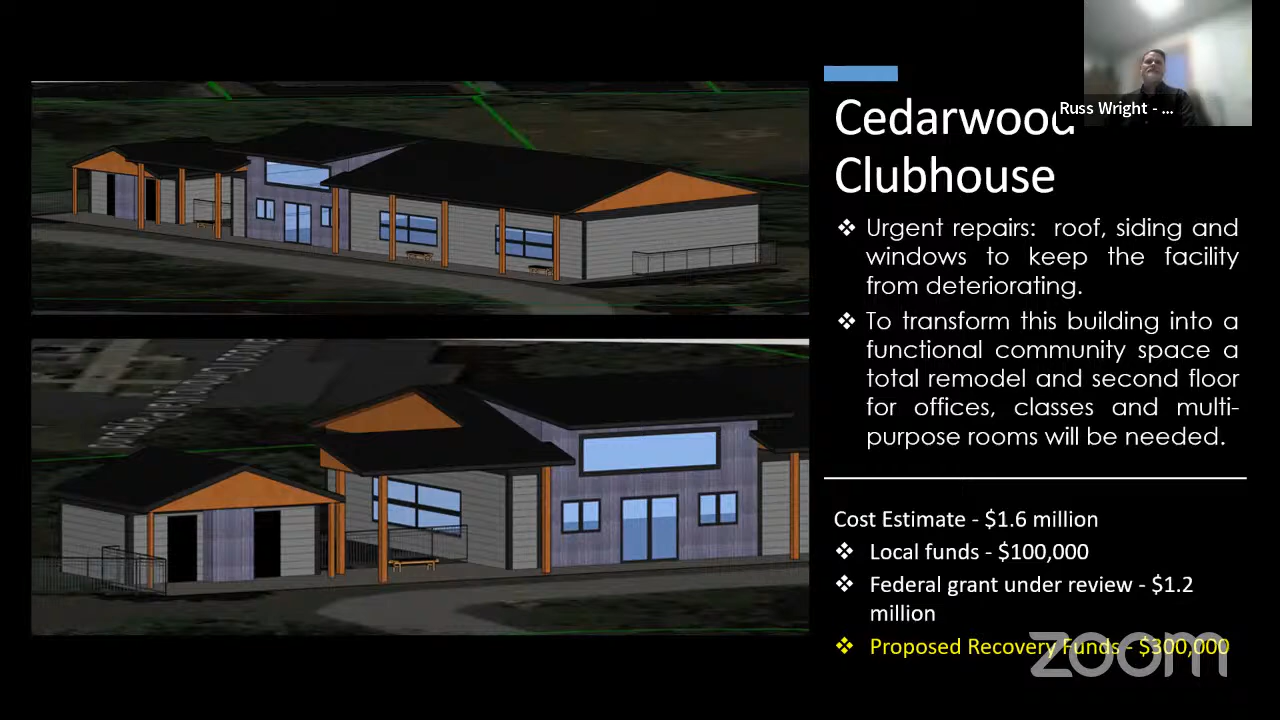 Russ Wright - ...
Cedarwood
Clubhouse
❖ Urgent repairs: roof, siding and
windows to keep the facility
from deteriorating.
❖ To transform this building into a
functional community space a
total remodel and second floor
for offices, classes and multi-
purpose rooms will be needed.
Cost Estimate - $1.6 million
❖ Local funds - $100,000
❖ Federal grant under review - $1.2
million
❖ Proposed Recovery Funds - $300,000
zoom